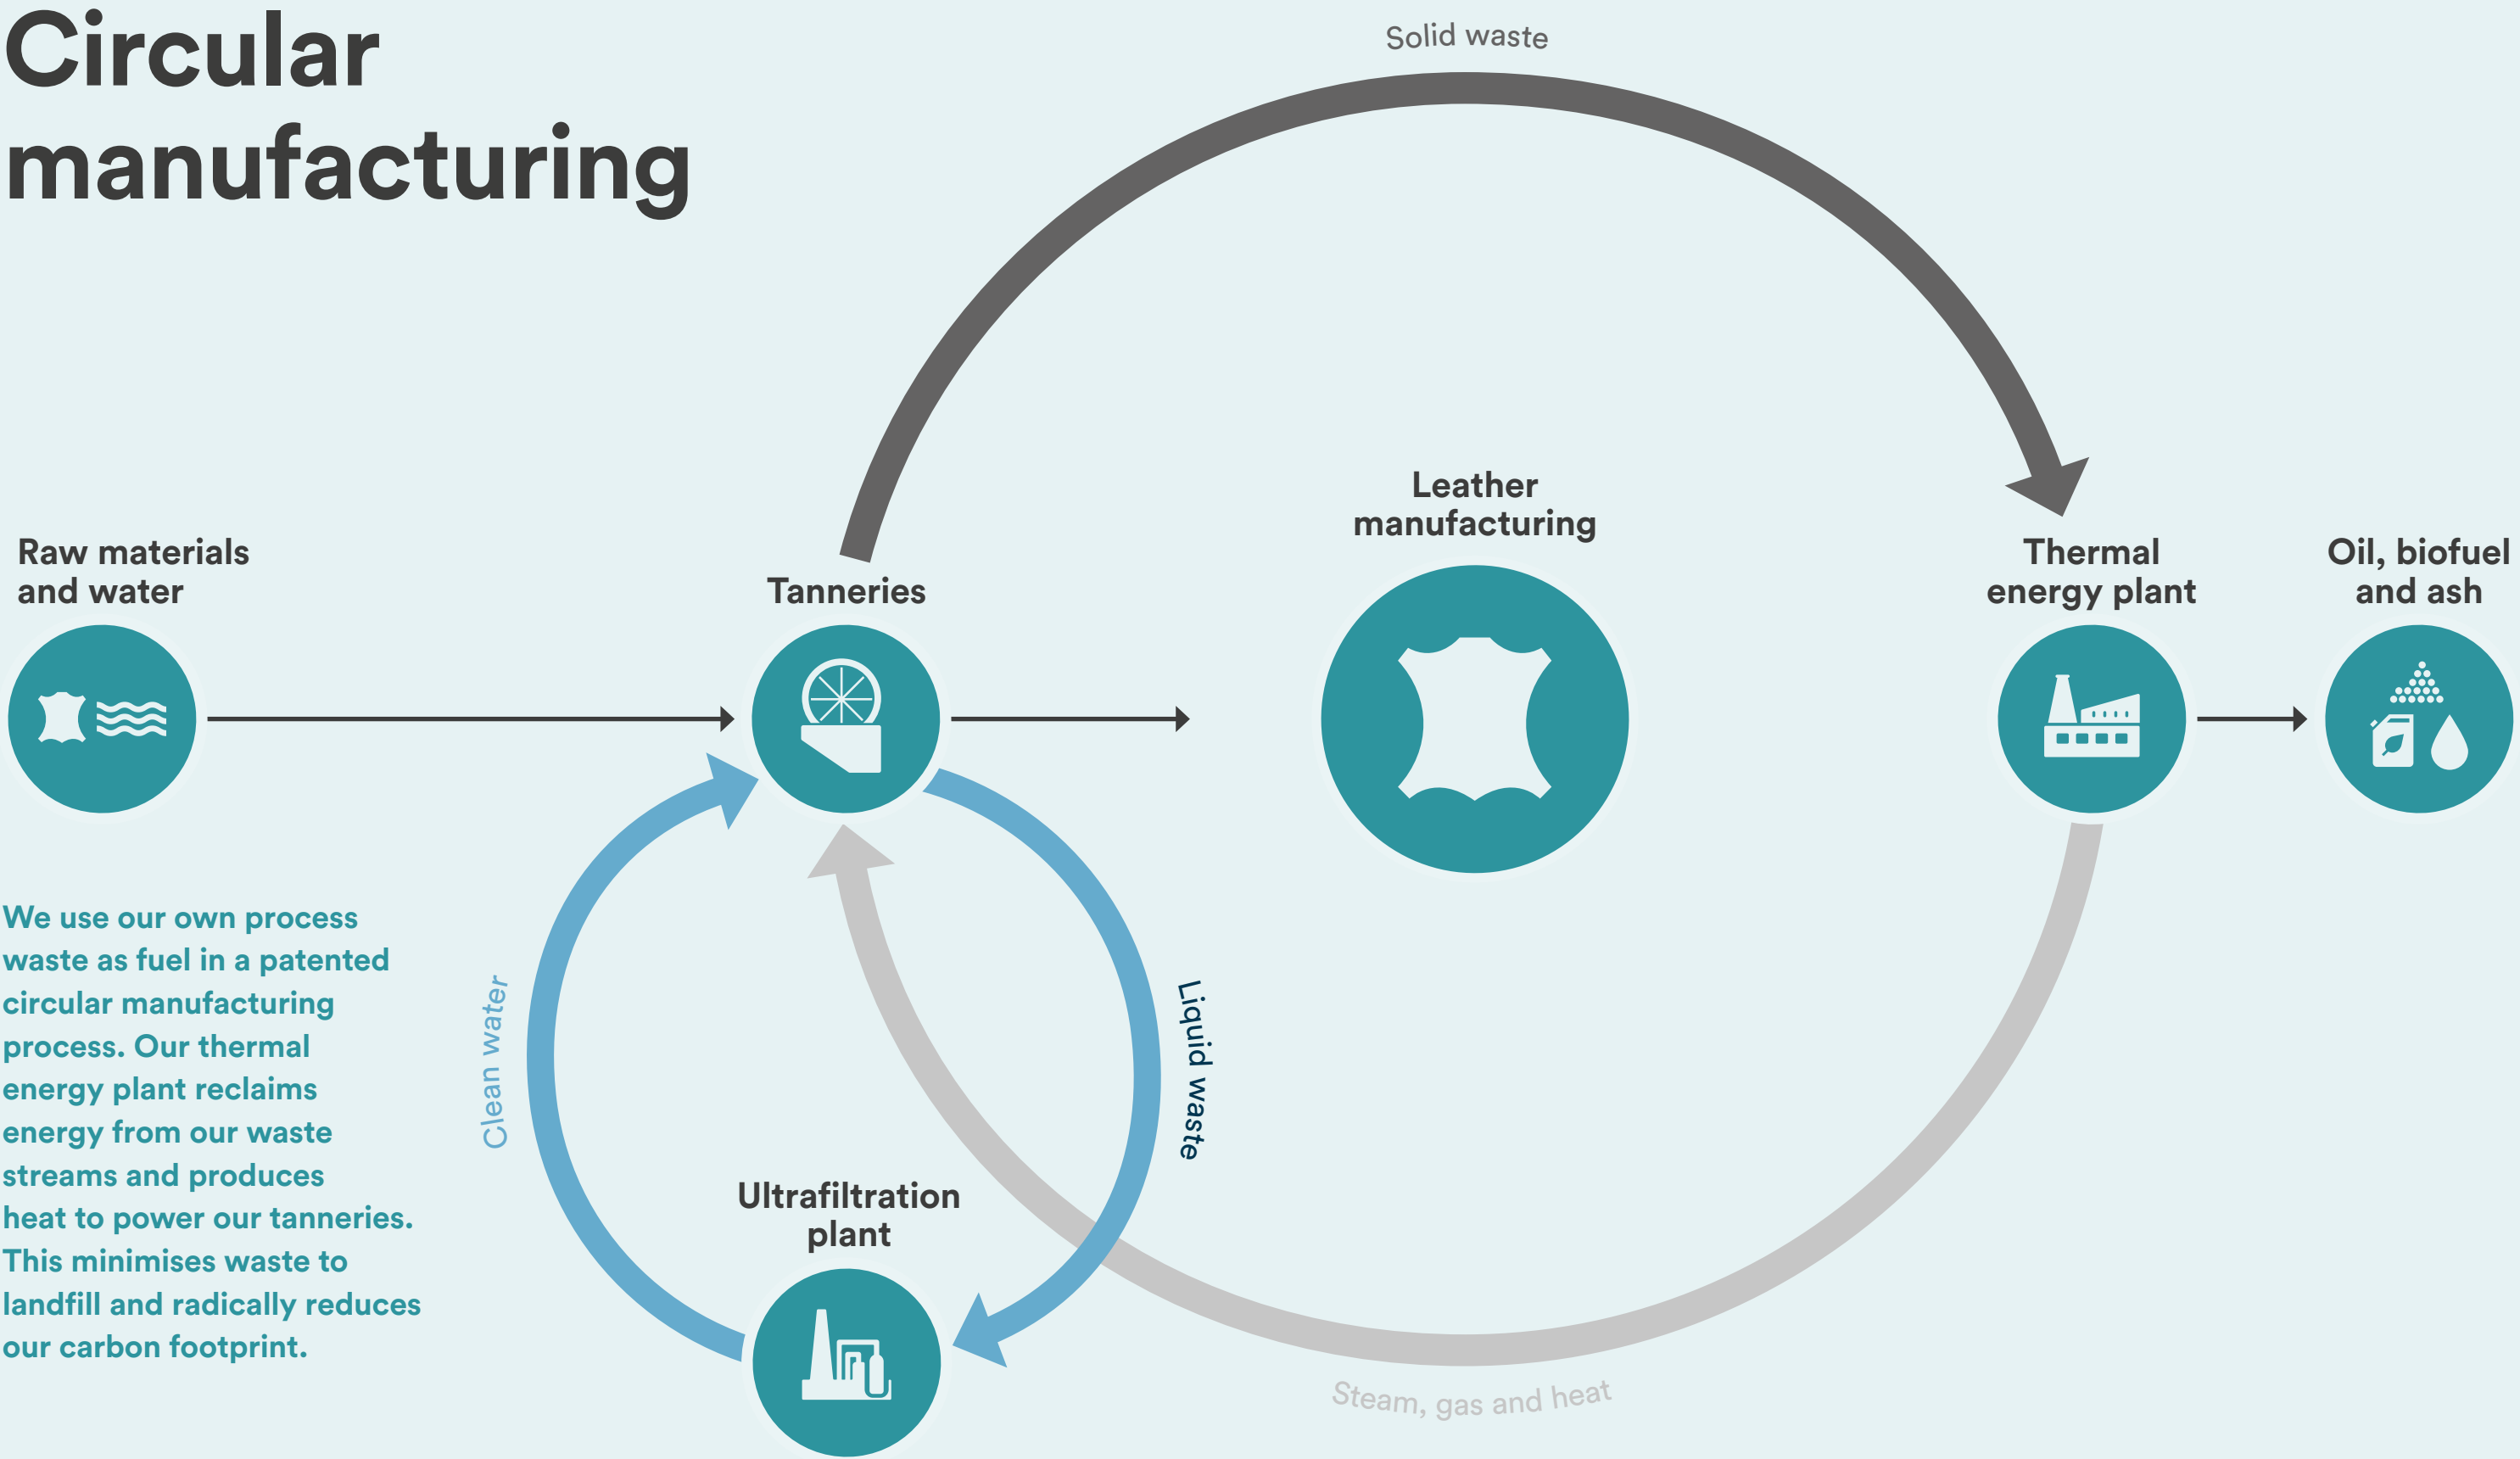 Circular
manufacturing
Solid waste
Leather
manufacturing
Raw materials
and water
Tanneries
Thermal
energy plant
Oil, biofuel
and ash
We use our own process
waste as fuel in a patented
circular manufacturing
process. Our thermal
energy plant reclaims
energy from our waste
streams and produces
heat to power our tanneries.
This minimises waste to
landfill and radically reduces
our carbon footprint.
Clean water
Liquid waste
Ultrafiltration
plant
Steam, gas and heat